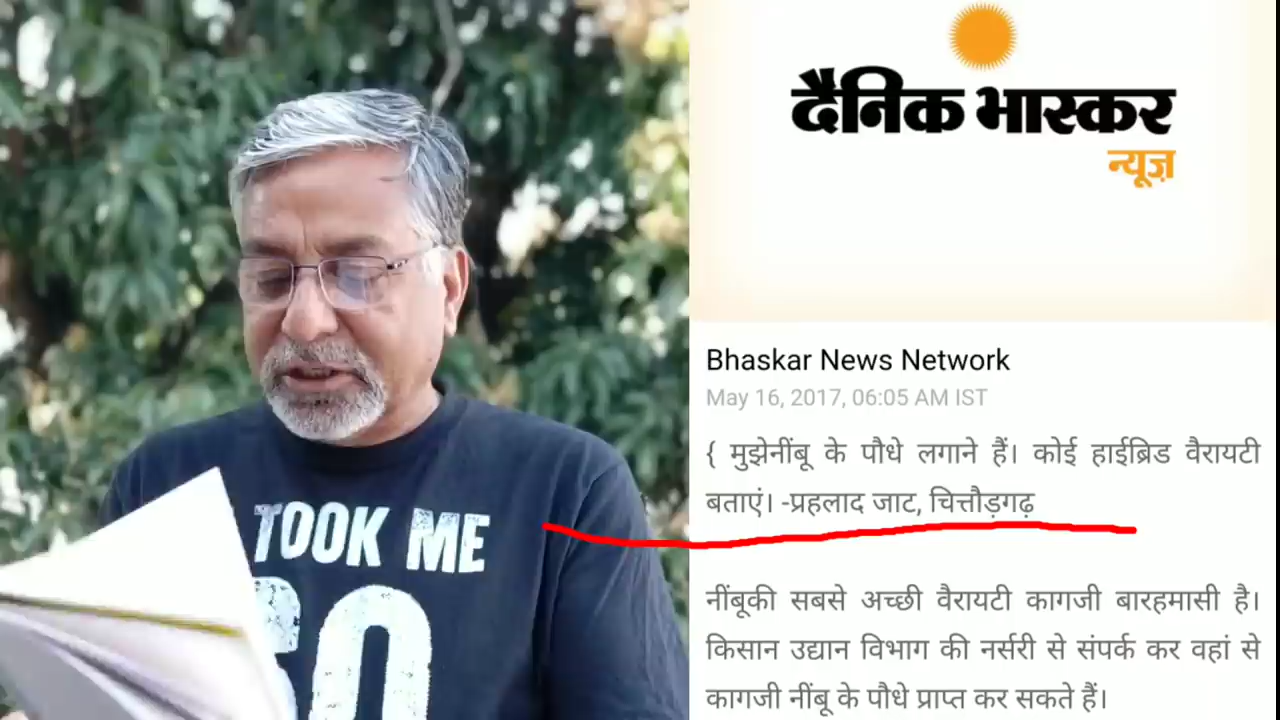 TOOK ME
60
दैनिक भास्कर
न्यूज़
Bhaskar News Network
May 16, 2017, 06:05 AM IST
{ मुझेनींबू के पौधे लगाने हैं। कोई हाईब्रिड वैरायटी
बताएं। -प्रहलाद जाट, चित्तौड़गढ़
नींबूकी सबसे अच्छी वैरायटी कागजी बारहमासी है।
किसान उद्यान विभाग की नर्सरी से संपर्क कर वहां से
कागजी नींबू के पौधे प्राप्त कर सकते हैं।